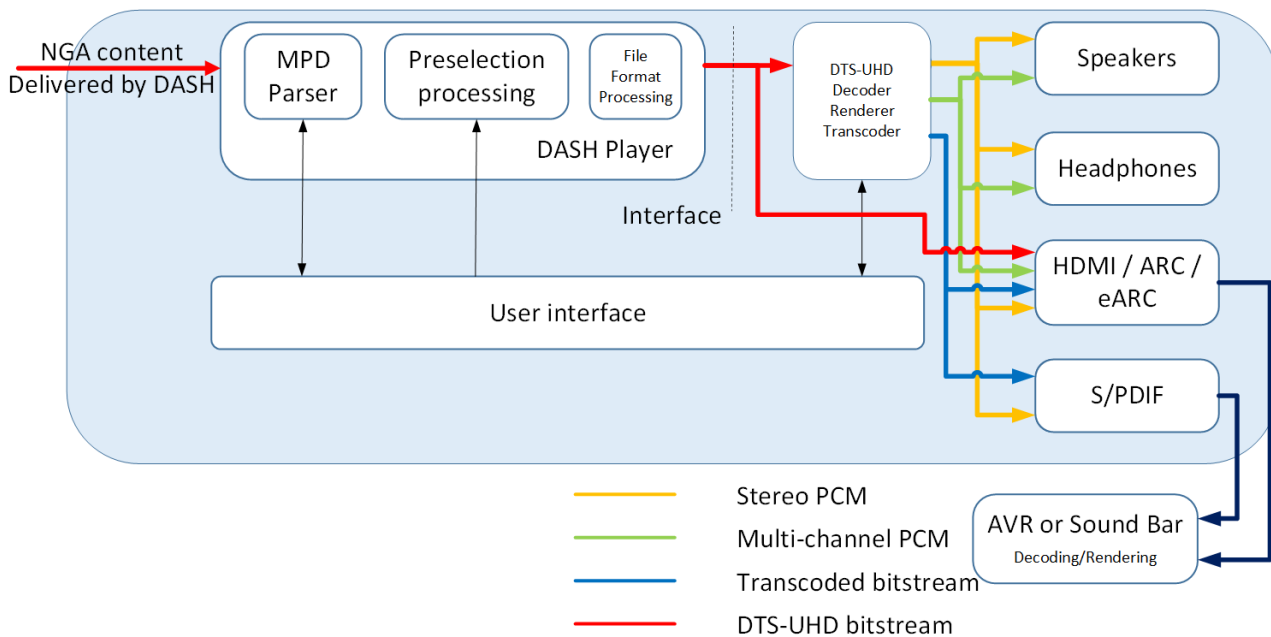 NGA content
Delivered by DASH
MPD
Parser
Preselection
processing
File
Format
Processing
DASH Player
Interface
DTS-UHD
Decoder
Renderer
Transcoder
User interface
Speakers
Headphones
HDMI / ARC /
eARC
S/PDIF
Stereo PCM
Multi-channel PCM
Transcoded bitstream
DTS-UHD bitstream
AVR or Sound Bar
Decoding/Rendering